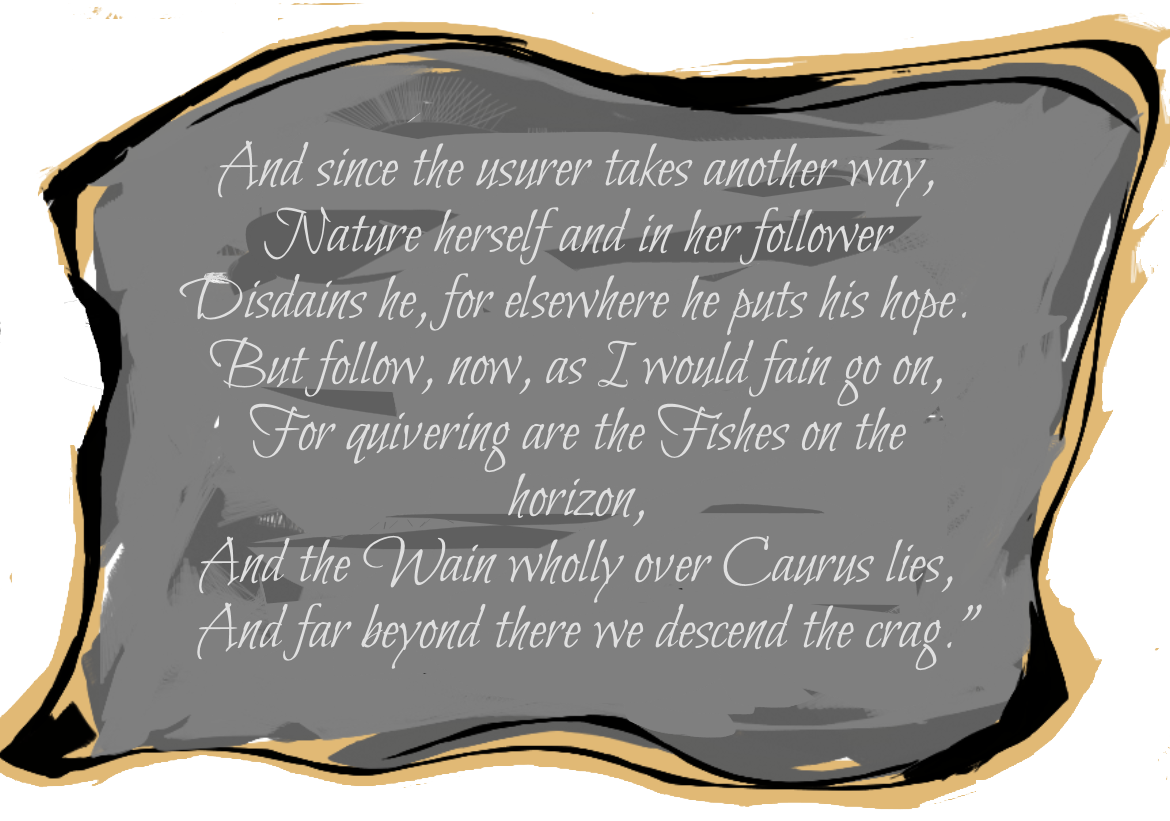 And since the usurer takes another way,
Nature herself and in her follower
Disdains he, for elsewhere he puts his hope.
But follow, now, as I would fain go on,
For quivering are the Fishes on the
horizon,
And the Wain wholly over Caurus lies,
And far beyond there we descend the crag.”